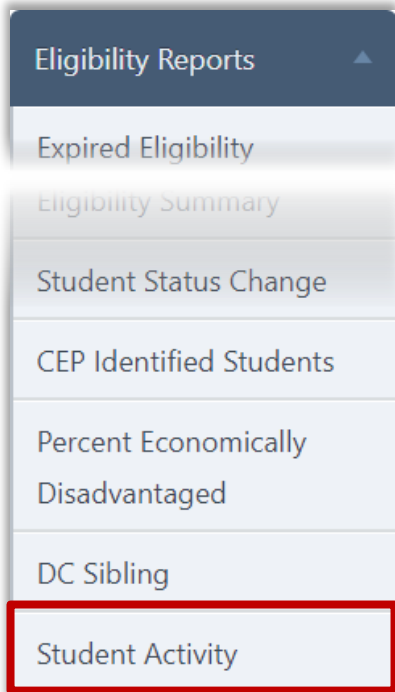 Eligibility Reports
Expired Eligibility
Eligibility Summary
Student Status Change
CEP Identified Students
Percent Economically
Disadvantaged
DC Sibling
Student Activity